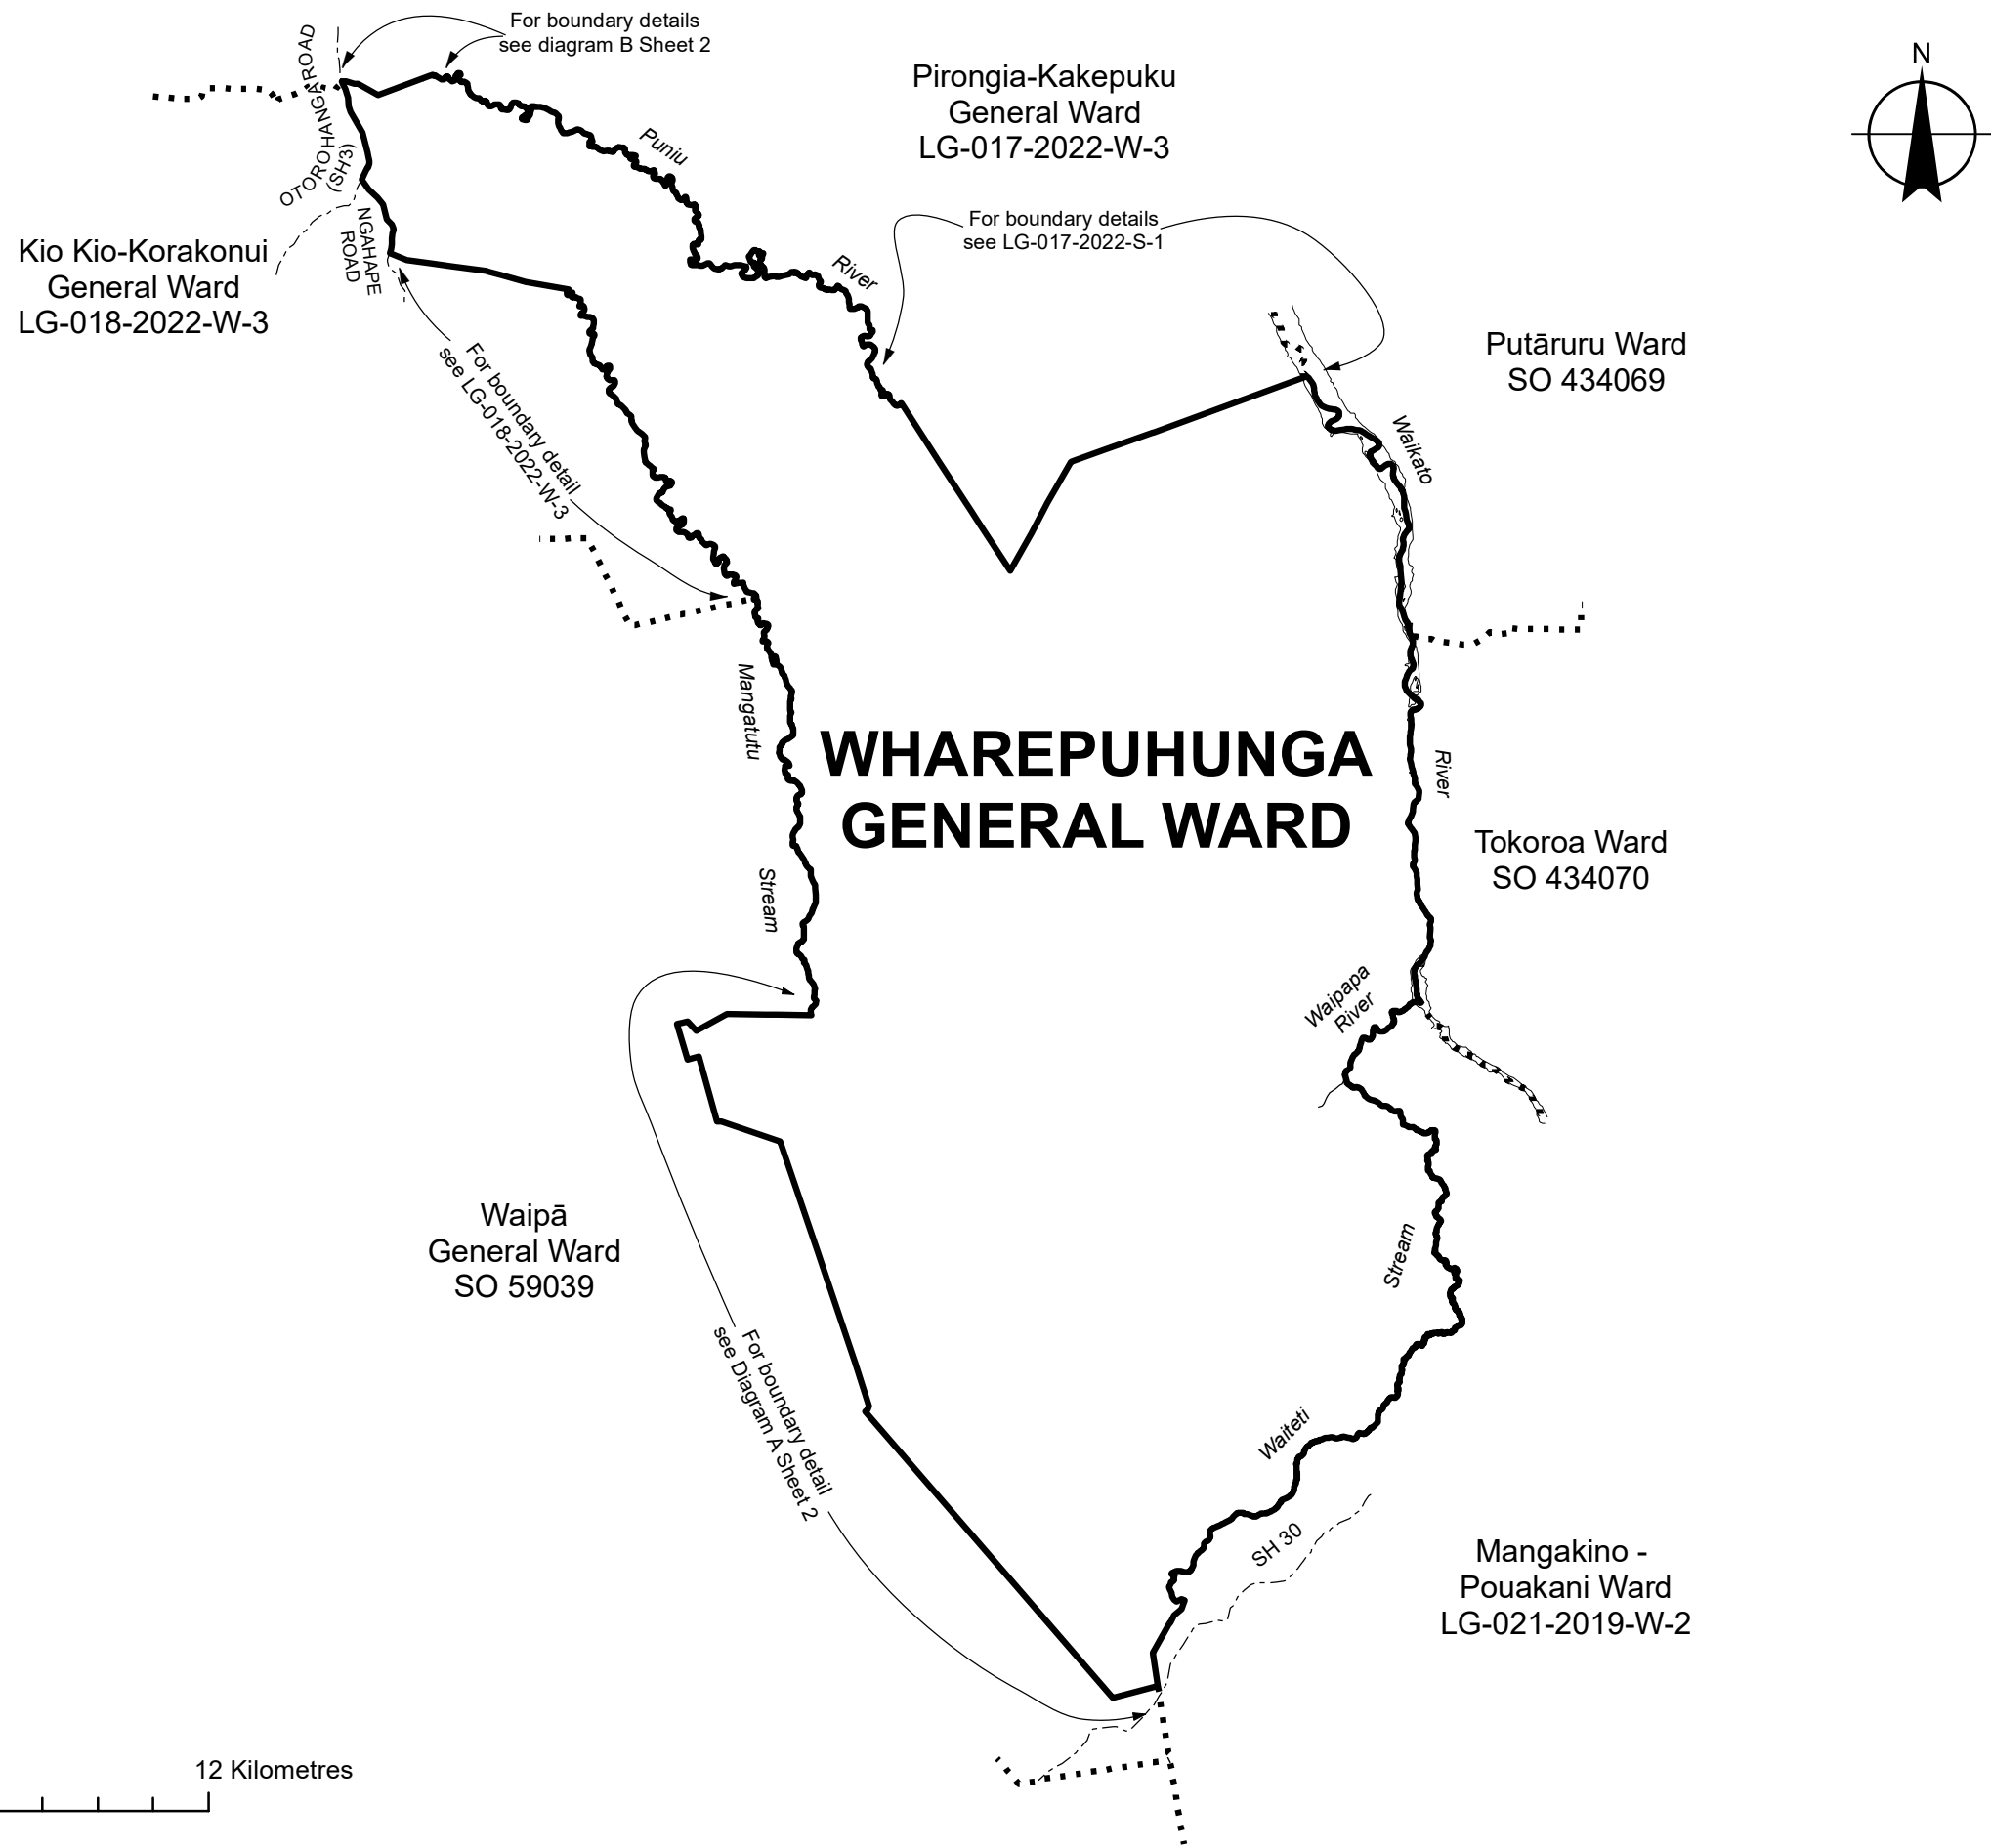 For boundary details
see diagram B Sheet 2
N
Pirongia-Kakepuku
General Ward
LG-017-2022-W-3
OTOROHANGA ROAD
(SH3)
Puniu
River
For boundary details
see LG-017-2022-S-1
NGAHAPE
ROAD
Kio Kio-Korakonui
General Ward
LG-018-2022-W-3
Putāruru Ward
SO 434069
For boundary detail
see LG-018-2022-W-3
Waikato
River
Mangatutu
Stream
WHAREPUHUNGA
GENERAL WARD
Tokoroa Ward
SO 434070
Waipapa
River
Waipā
General Ward
SO 59039
Stream
Waiteti
For boundary detail
see Diagram A Sheet 2
SH 30
Mangakino -
Pouakani Ward
LG-021-2019-W-2
12 Kilometres